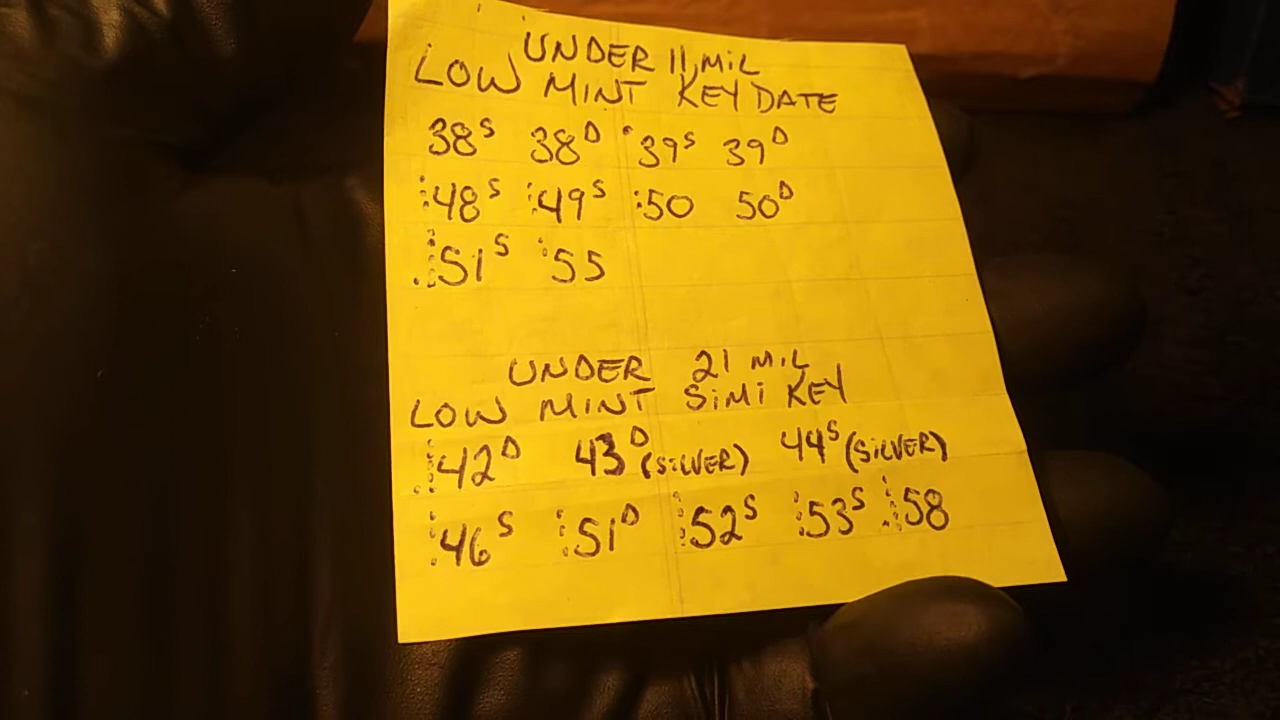 UNDER 11 MIL
LOW MINT KEY DATE
38S 38D 39S 39D
48S 49S 50 50D
51S 55
UNDER 21 MIL
LOW MINT SIMI KEY
42D 43D (SILVER) 44S (SILVER)
46S 51D 52S 53S 58